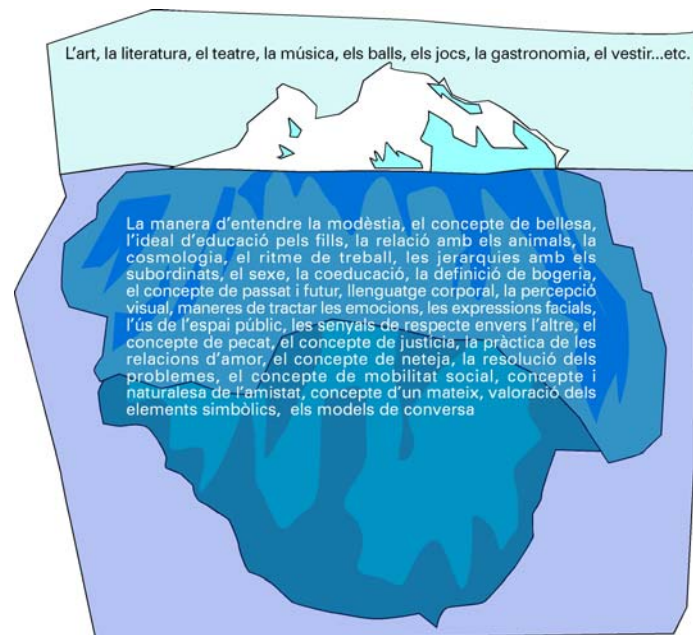 L'art, la literatura, el teatre, la música, els balls, els jocs, la gastronomia, el vestir...etc.
La manera d'entendre la modèstia, el concepte de bellesa,
l'ideal d'educació pels fills, la relació amb els animals, la
cosmologia, el ritme de treball, les jerarquies amb els
subordinats, el sexe, la coeducació, la definició de bogeria,
el concepte de passat i futur, llenguatge corporal, la percepció
visual, maneres de tractar les emocions, les expressions facials,
l'ús de l'espai públic, les senyals de respecte envers l'altre, el
concepte de pecat, el concepte de justícia, la pràctica de les
relacions d'amor, el concepte de neteja, la resolució dels
problemes, el concepte de mobilitat social, concepte i
naturalesa de l'amistat, concepte d'un mateix, valoració dels
elements simbòlics, els models de conversa